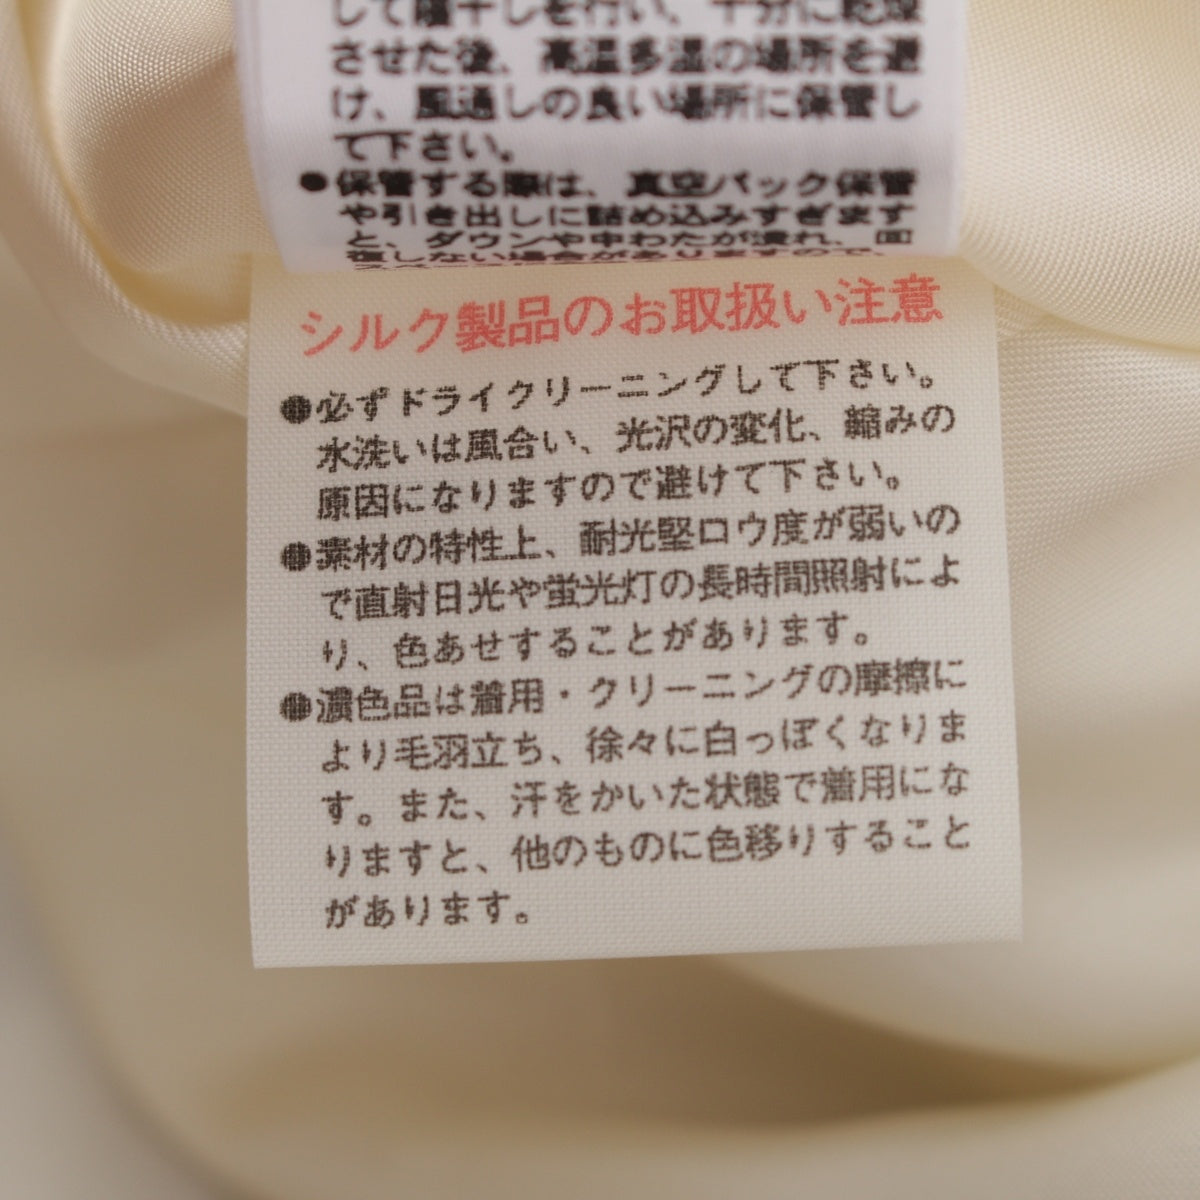 して陰干しを行い、十分に乾燥
させた後、高温多湿の場所を避
け、風通しの良い場所に保管し
て下さい。
●保管する際は、真空パック保管
や引き出しに詰め込みすぎます
と、ダウンや中わたが潰れ、回
復しない場合がありますので、
シルク製品のお取扱い注意
●必ずドライクリーニングして下さい。
水洗いは風合い、光沢の変化、縮みの
原因になりますので避けて下さい。
●素材の特性上、耐光堅ロウ度が弱いの
で直射日光や蛍光灯の長時間照射によ
り、色あせすることがあります。
●濃色品は着用・クリーニングの摩擦に
より毛羽立ち、徐々に白っぽくなりま
す。また、汗をかいた状態で着用にな
りますと、他のものに色移りすること
があります。